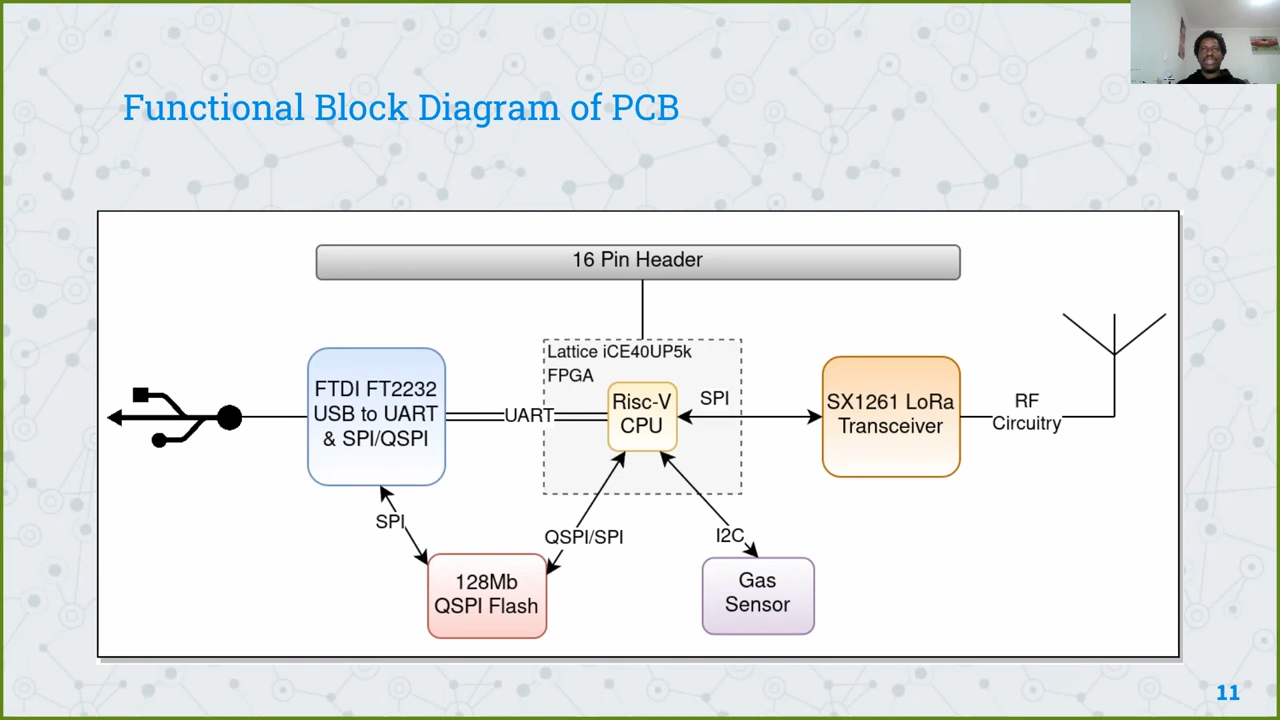 Functional Block Diagram of PCB
16 Pin Header
Lattice iCE40UP5k
FPGA
FTDI FT2232
USB to UART
& SPI/QSPI
UART
Risc-V
CPU
SPI
SX1261 LoRa
Transceiver
RF
Circuitry
SPI
QSPI/SPI
I2C
128Mb
QSPI Flash
Gas
Sensor
11